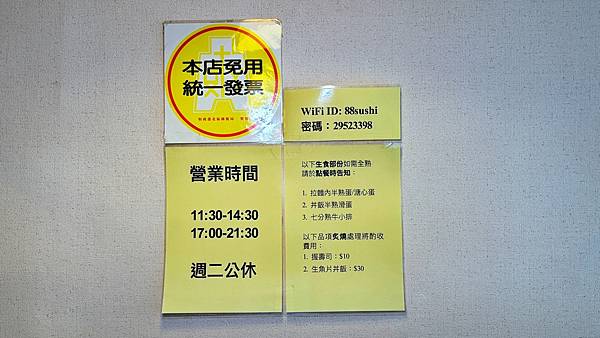 本店免用
統一發票
WiFi ID: 88sushi
密碼：29523398
營業時間
11:30-14:30
17:00-21:30
週二公休
以下生食部份如需全熟
請於點餐時告知：
1. 拉麵內半熟蛋/溏心蛋
2. 丼飯半熟滑蛋
3. 七分熟牛小排
以下品項炙燒處理將酌收
費用：
1. 握壽司：$10
2. 生魚片丼飯：$30